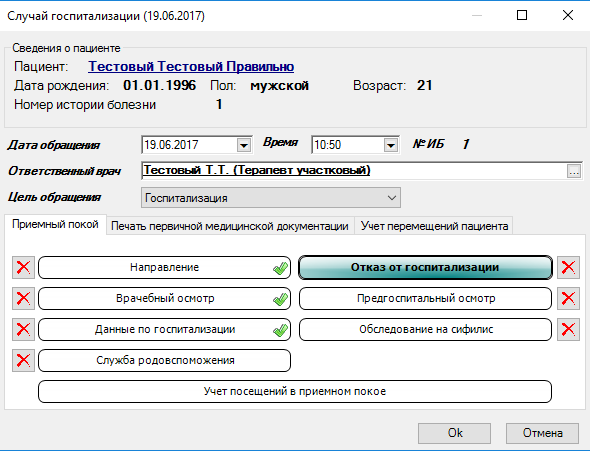 Случай госпитализации (19.06.2017)
Сведения о пациенте
Пациент: Тестовый Тестовый Правильно
Дата рождения: 01.01.1996 Пол: мужской Возраст: 21
Номер истории болезни 1
Дата обращения 19.06.2017 Время 10:50 № ИБ 1
Ответственный врач Тестовый Т.Т. (Терапевт участковый) ...
Цель обращения Госпитализация
Приемный покой Печать первичной медицинской документации Учет перемещений пациента
Направление Отказ от госпитализации
Врачебный осмотр Предгоспитальный осмотр
Данные по госпитализации Обследование на сифилис
Служба родовспоможения
Учет посещений в приемном покое
Ok Отмена